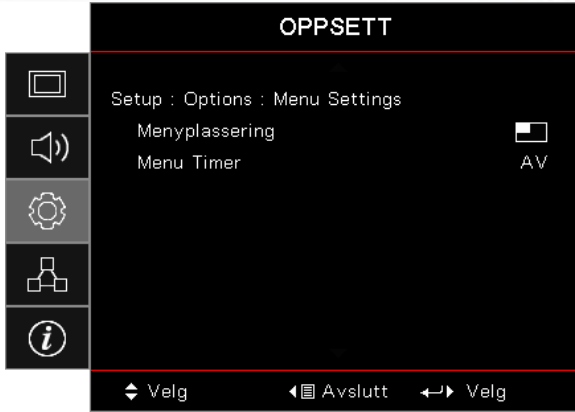 OPPSETT
Setup : Options : Menu Settings
Menyplassering
Menu Timer AV
Velg Avslutt Velg